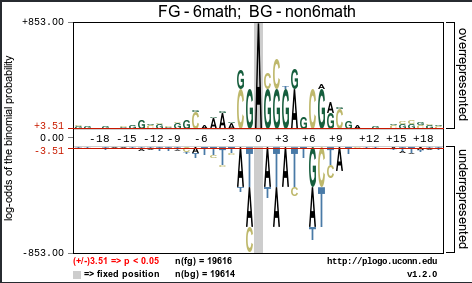 FG - 6math; BG - non6math
+853.00
+3.51
0.00
-3.51
-853.00
log-odds of the binomial probability
-18 -15 -12 -9 -6 -3 0 +3 +6 +9 +12 +15 +18
overrepresented
underrepresented
(+/-)3.51 => p < 0.05 n(fg) = 19616 http://plogo.uconn.edu
=> fixed position n(bg) = 19614 v1.2.0